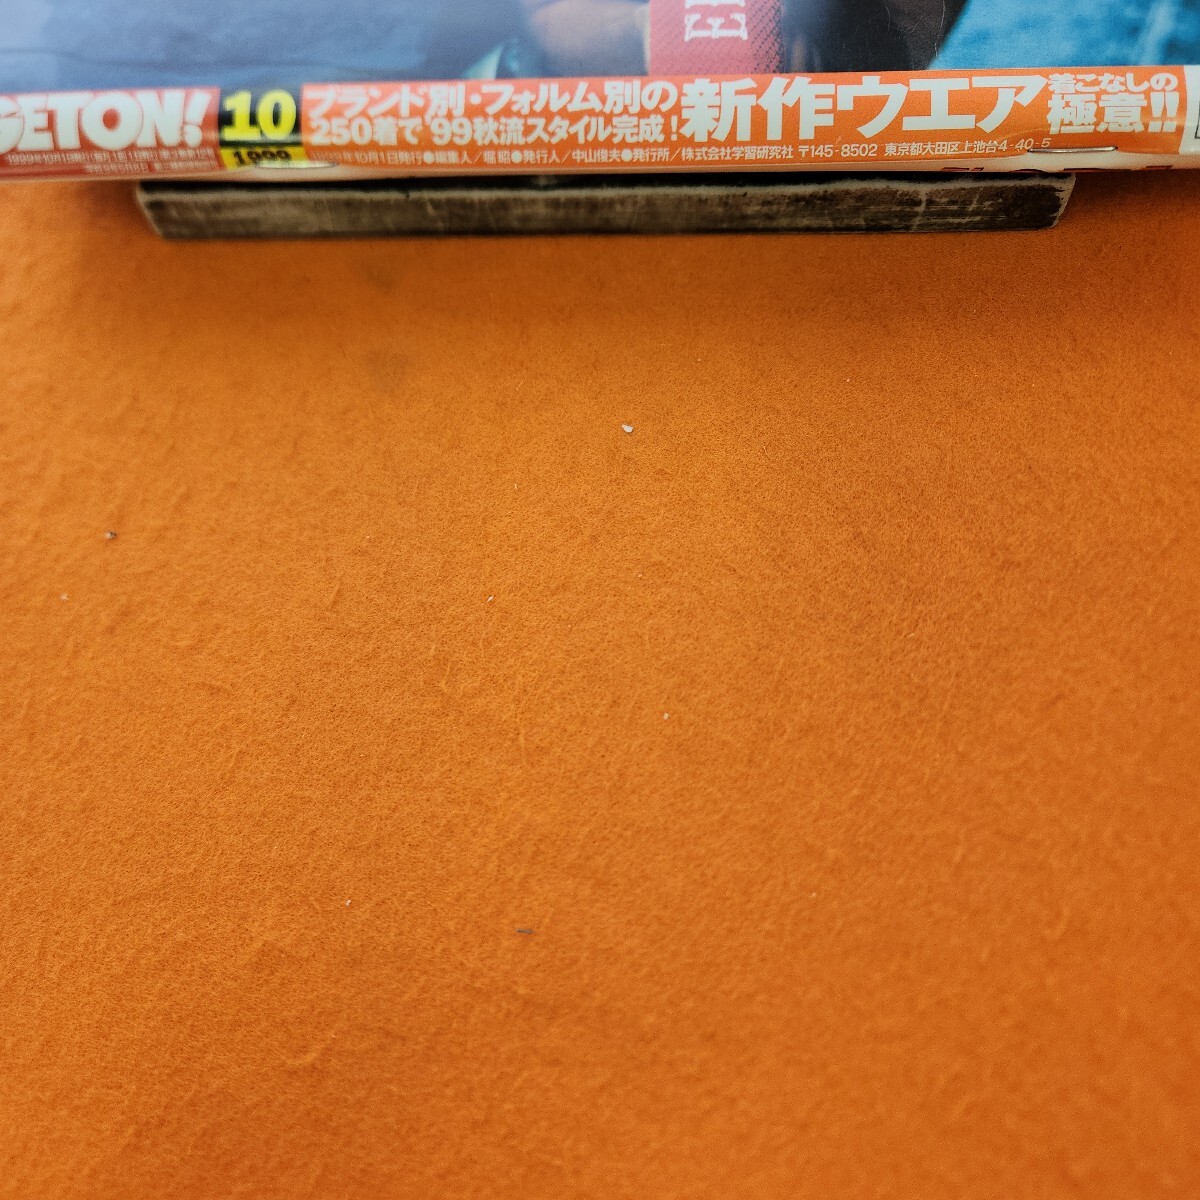 GETON!
10
1999
ブランド別・フォルム別の
250着で'99秋流スタイル完成!
新作ウエア
着こなしの
極意!!
年10月1日発行●編集人/堀 昭●発行人/中山俊夫●発行所/株式会社学習研究社 〒145-8502 東京都大田区上池台4-40-5